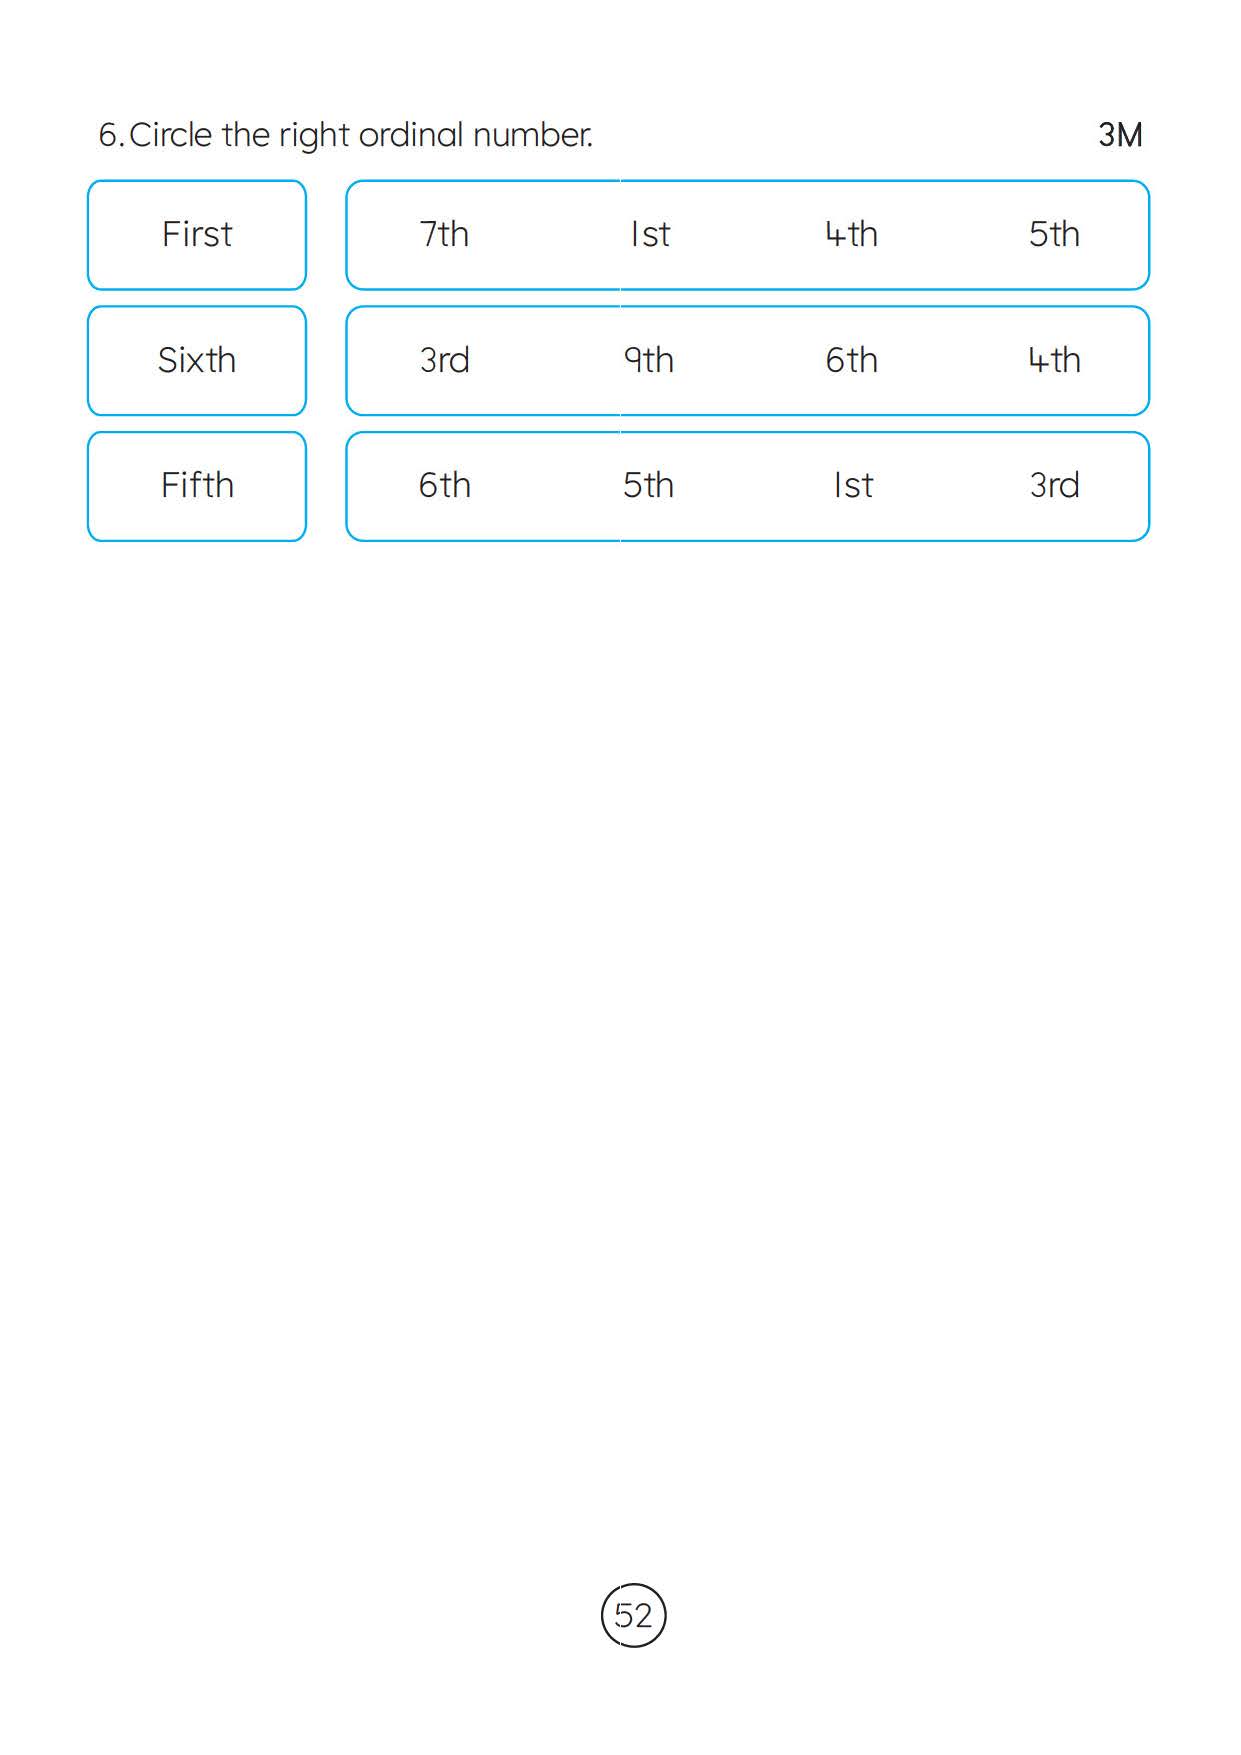 6. Circle the right ordinal number. 3M
First 7th 1st 4th 5th
Sixth 3rd 9th 6th 4th
Fifth 6th 5th 1st 3rd
52